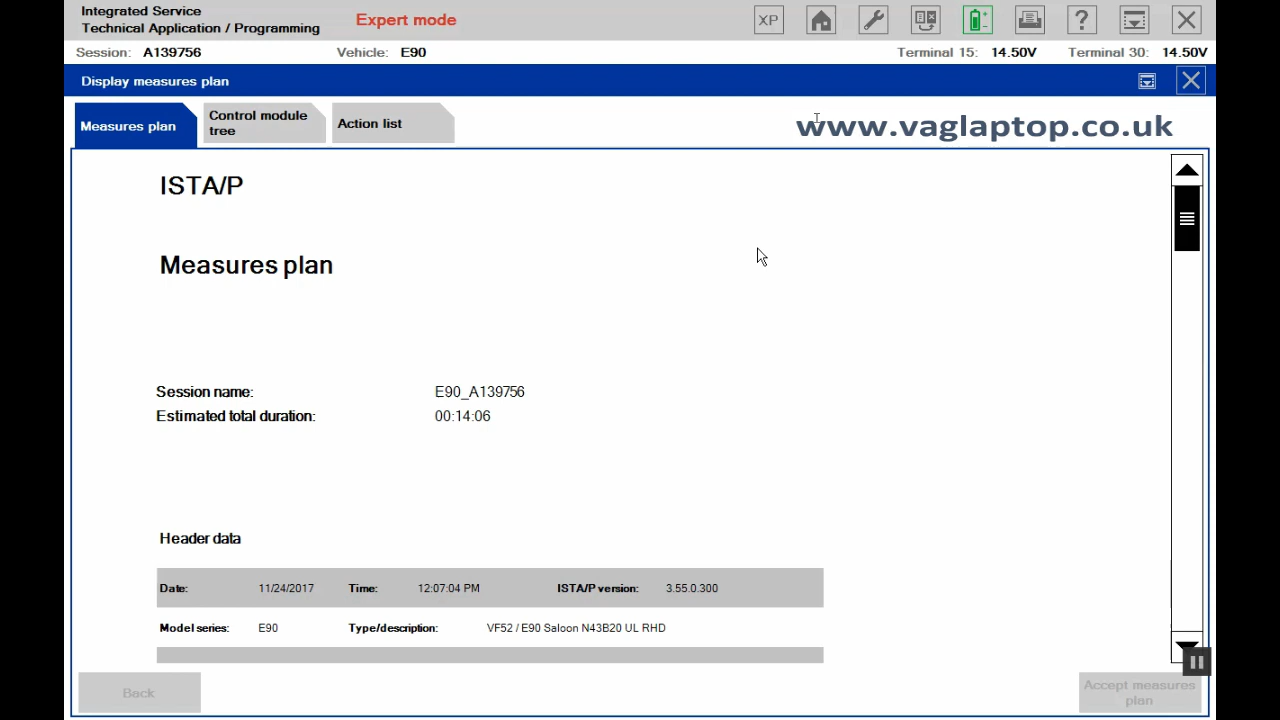 Integrated Service
Technical Application / Programming
Expert mode
XP
?
Session: A139756 Vehicle: E90 Terminal 15: 14.50V Terminal 30: 14.50V
Display measures plan
Measures plan
Control module
tree
Action list
www.vaglaptop.co.uk
ISTA/P
Measures plan
Session name: E90_A139756
Estimated total duration: 00:14:06
Header data
Date: 11/24/2017 Time: 12:07:04 PM ISTA/P version: 3.55.0.300
Model series: E90 Type/description: VF52 / E90 Saloon N43B20 UL RHD
Back
Accept measures
plan